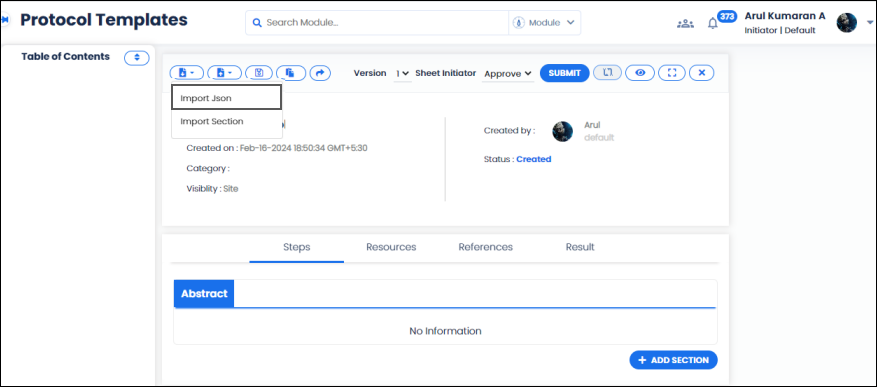 Protocol Templates
Search Module...
Module
373
Arul Kumaran A
Initiator | Default
Table of Contents
Version 1 Sheet Initiator Approve SUBMIT
Import Json
Import Section
Created on : Feb-16-2024 18:50:34 GMT+5:30
Category :
Visiblity : Site
Created by : Arul
default
Status : Created
Steps Resources References Result
Abstract
No Information
+ ADD SECTION